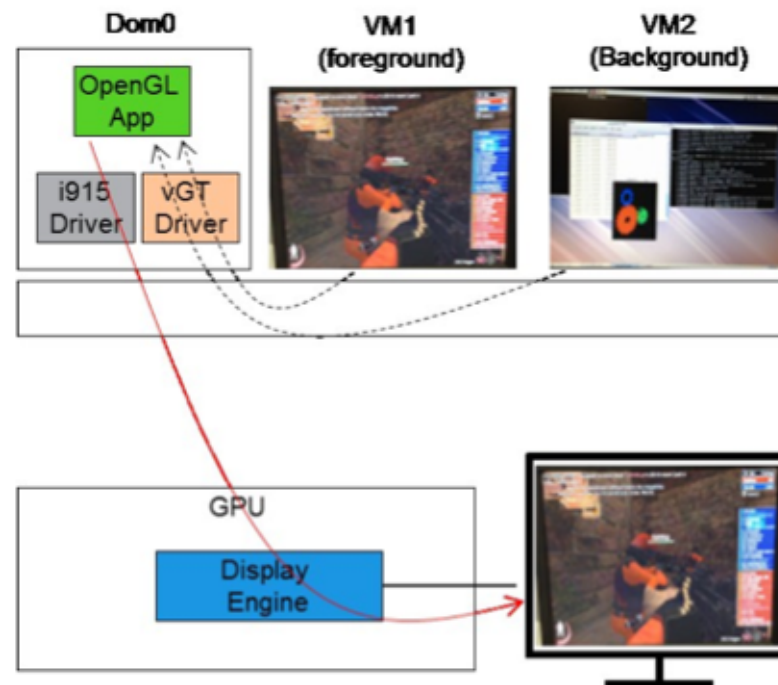 Dom0
VM1
(foreground)
VM2
(Background)
OpenGL
App
i915
Driver
vGT
Driver
GPU
Display
Engine